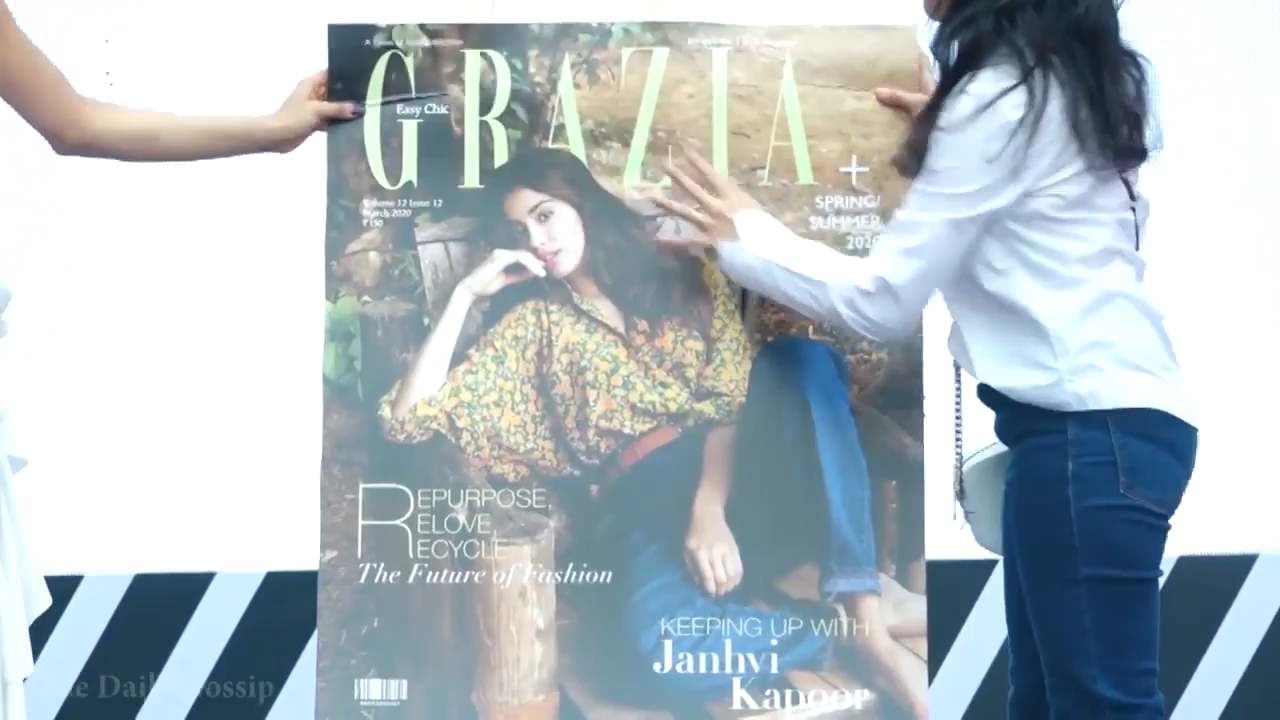 GRAZIA
Easy Chic
+
Volume 12 Issue 12
March 2020
₹150
SPRING/
SUMMER
2020
REPURPOSE,
RELOVE,
RECYCLE
The Future of Fashion
KEEPING UP WITH
Janhvi
Kapoor
Daily Gossip